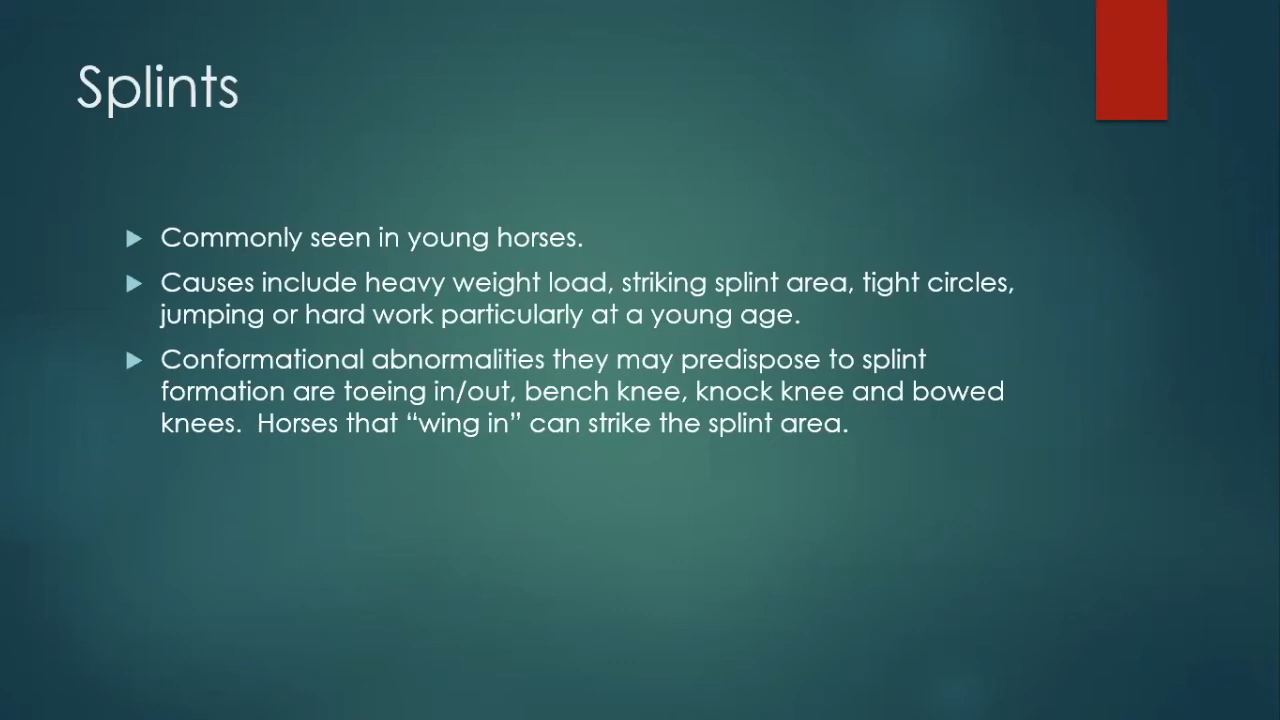 Splints
Commonly seen in young horses.
Causes include heavy weight load, striking splint area, tight circles,
jumping or hard work particularly at a young age.
Conformational abnormalities they may predispose to splint
formation are toeing in/out, bench knee, knock knee and bowed
knees.  Horses that “wing in” can strike the splint area.